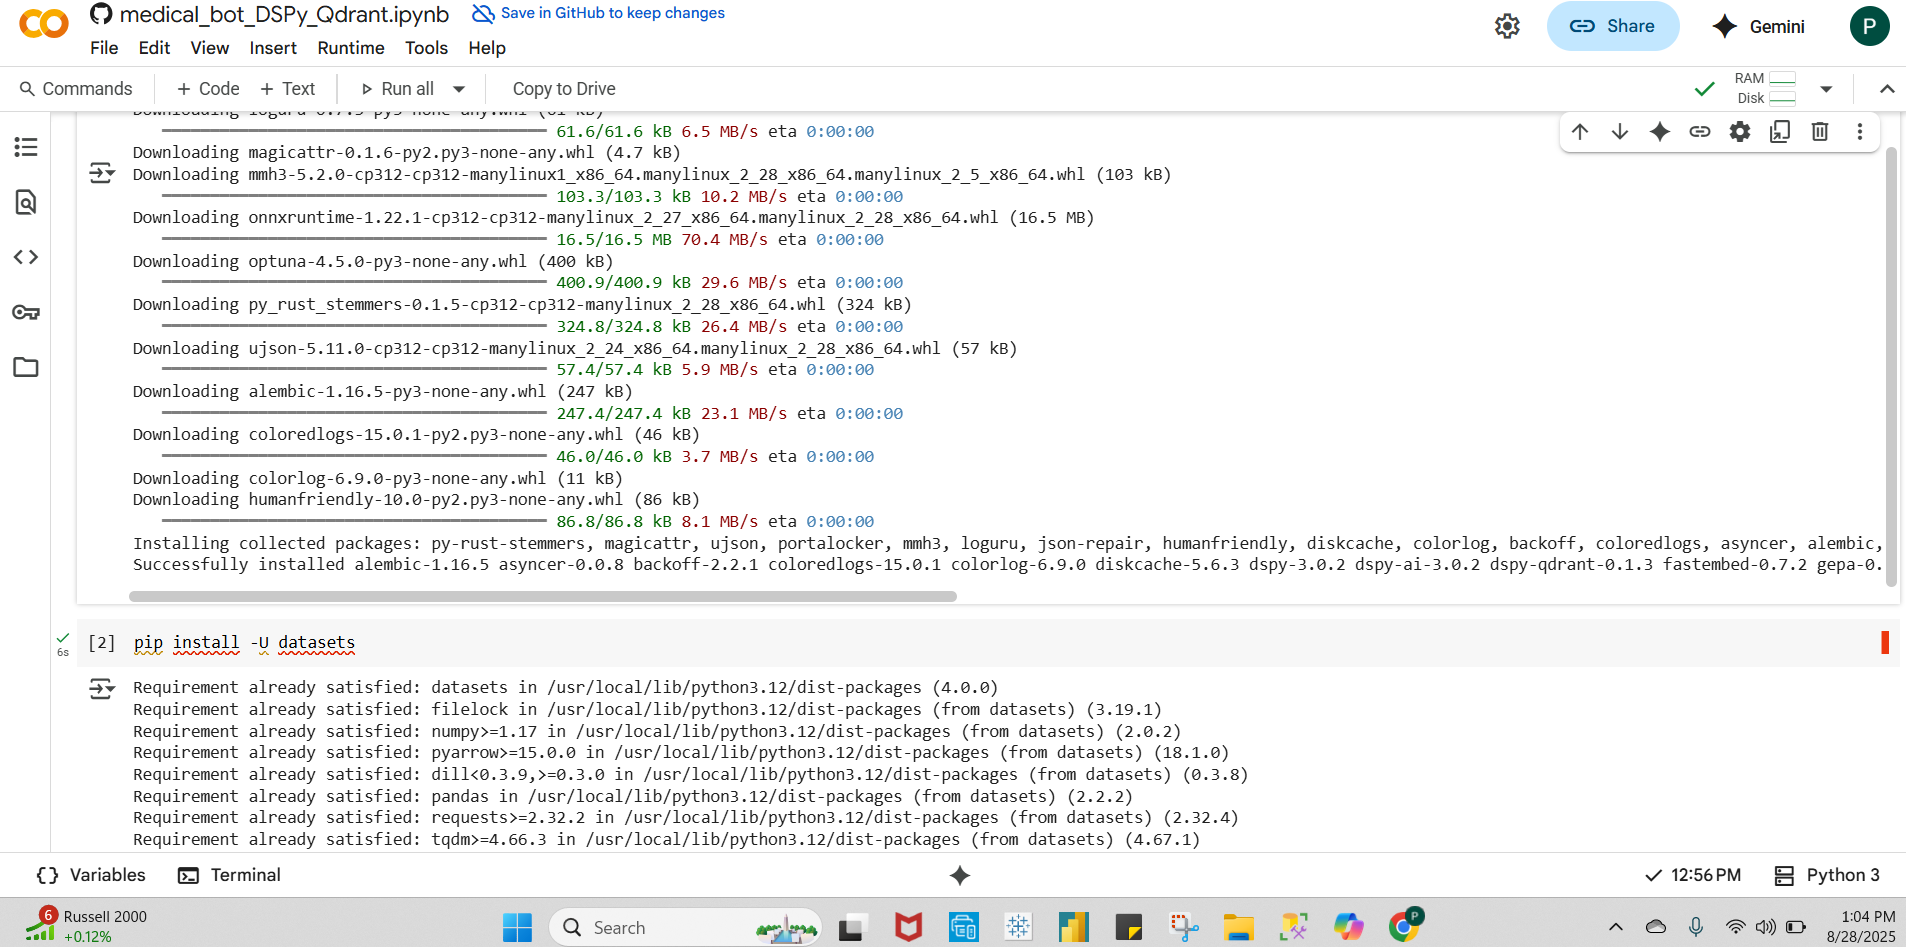 medical_bot_DSPy_Qdrant.ipynb Save in GitHub to keep changes
Share Gemini P
File Edit View Insert Runtime Tools Help
Commands + Code + Text Run all Copy to Drive
RAM
Disk
Downloading loguru-0.7.3-py3-none-any.whl (61 kB)
61.6/61.6 kB 6.5 MB/s eta 0:00:00
Downloading magicattr-0.1.6-py2.py3-none-any.whl (4.7 kB)
Downloading mmh3-5.2.0-cp312-cp312-manylinux1_x86_64.manylinux_2_28_x86_64.manylinux_2_5_x86_64.whl (103 kB)
103.3/103.3 kB 10.2 MB/s eta 0:00:00
Downloading onnxruntime-1.22.1-cp312-cp312-manylinux_2_27_x86_64.manylinux_2_28_x86_64.whl (16.5 MB)
16.5/16.5 MB 70.4 MB/s eta 0:00:00
Downloading optuna-4.5.0-py3-none-any.whl (400 kB)
400.9/400.9 kB 29.6 MB/s eta 0:00:00
Downloading py_rust_stemmers-0.1.5-cp312-cp312-manylinux_2_28_x86_64.whl (324 kB)
324.8/324.8 kB 26.4 MB/s eta 0:00:00
Downloading ujson-5.11.0-cp312-cp312-manylinux_2_24_x86_64.manylinux_2_28_x86_64.whl (57 kB)
57.4/57.4 kB 5.9 MB/s eta 0:00:00
Downloading alembic-1.16.5-py3-none-any.whl (247 kB)
247.4/247.4 kB 23.1 MB/s eta 0:00:00
Downloading coloredlogs-15.0.1-py2.py3-none-any.whl (46 kB)
46.0/46.0 kB 3.7 MB/s eta 0:00:00
Downloading colorlog-6.9.0-py3-none-any.whl (11 kB)
Downloading humanfriendly-10.0-py2.py3-none-any.whl (86 kB)
86.8/86.8 kB 8.1 MB/s eta 0:00:00
Installing collected packages: py-rust-stemmers, magicattr, ujson, portalocker, mmh3, loguru, json-repair, humanfriendly, diskcache, colorlog, backoff, coloredlogs, asyncer, alembic,
Successfully installed alembic-1.16.5 asyncer-0.0.8 backoff-2.2.1 coloredlogs-15.0.1 colorlog-6.9.0 diskcache-5.6.3 dspy-3.0.2 dspy-ai-3.0.2 dspy-qdrant-0.1.3 fastembed-0.7.2 gepa-0.
[2] pip install -U datasets
6s
Requirement already satisfied: datasets in /usr/local/lib/python3.12/dist-packages (4.0.0)
Requirement already satisfied: filelock in /usr/local/lib/python3.12/dist-packages (from datasets) (3.19.1)
Requirement already satisfied: numpy>=1.17 in /usr/local/lib/python3.12/dist-packages (from datasets) (2.0.2)
Requirement already satisfied: pyarrow>=15.0.0 in /usr/local/lib/python3.12/dist-packages (from datasets) (18.1.0)
Requirement already satisfied: dill<0.3.9,>=0.3.0 in /usr/local/lib/python3.12/dist-packages (from datasets) (0.3.8)
Requirement already satisfied: pandas in /usr/local/lib/python3.12/dist-packages (from datasets) (2.2.2)
Requirement already satisfied: requests>=2.32.2 in /usr/local/lib/python3.12/dist-packages (from datasets) (2.32.4)
Requirement already satisfied: tqdm>=4.66.3 in /usr/local/lib/python3.12/dist-packages (from datasets) (4.67.1)
{} Variables Terminal 12:56 PM Python 3
6 Russell 2000
+0.12%
Search
P
1:04 PM
8/28/2025